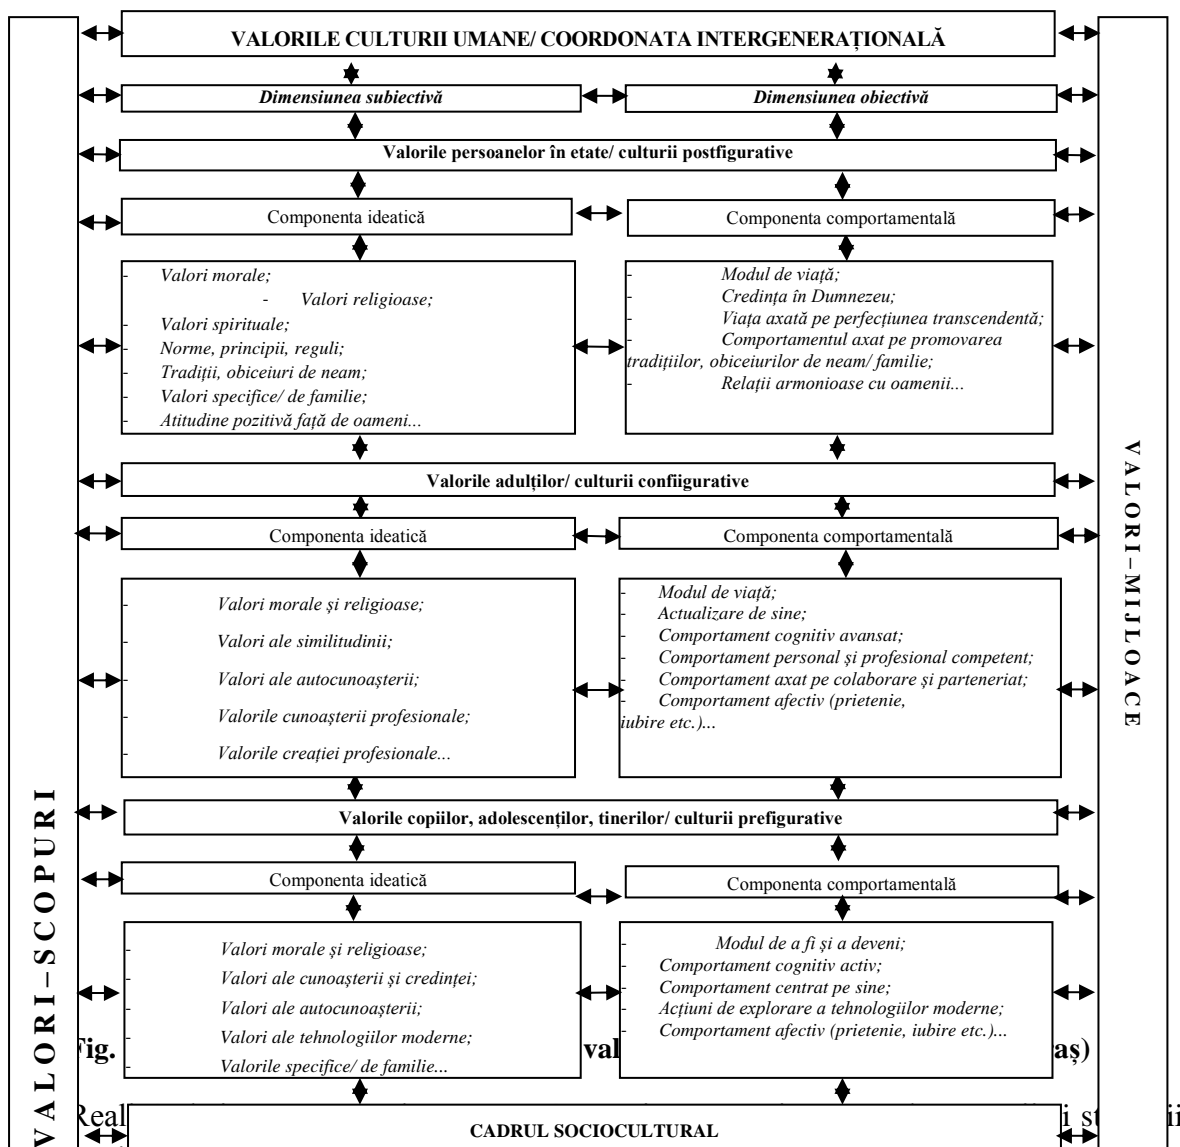 VALORILE CULTURII UMANE/ COORDONATA INTERGENERAȚIONALĂ
Dimensiunea subiectivă
Dimensiunea obiectivă
Valorile persoanelor în etate/ culturii postfigurative
Componenta ideatică
Componenta comportamentală
- Valori morale;
- Valori religioase;
- Valori spirituale;
- Norme, principii, reguli;
- Tradiții, obiceiuri de neam;
- Valori specifice/ de familie;
- Atitudine pozitivă față de oameni...
- Modul de viață;
- Credința în Dumnezeu;
- Viața axată pe perfecțiunea transcendentă;
- Comportamentul axat pe promovarea
tradițiilor, obiceiurilor de neam/ familie;
- Relații armonioase cu oamenii...
Valorile adulților/ culturii confiigurative
Componenta ideatică
Componenta comportamentală
- Valori morale și religioase;
- Valori ale similitudinii;
- Valori ale autocunoașterii;
- Valorile cunoașterii profesionale;
- Valorile creației profesionale...
- Modul de viață;
- Actualizare de sine;
- Comportament cognitiv avansat;
- Comportament personal și profesional competent;
- Comportament axat pe colaborare și parteneriat;
- Comportament afectiv (prietenie,
iubire etc.)...
Valorile copiilor, adolescenților, tinerilor/ culturii prefigurative
Componenta ideatică
Componenta comportamentală
- Valori morale și religioase;
- Valori ale cunoașterii și credinței;
- Valori ale autocunoașterii;
- Valori ale tehnologiilor moderne;
- Valorile specifice/ de familie...
- Modul de a fi și a deveni;
- Comportament cognitiv activ;
- Comportament centrat pe sine;
- Acțiuni de explorare a tehnologiilor moderne;
- Comportament afectiv (prietenie, iubire etc.)...
CADRUL SOCIOCULTURAL
VALORI–SCOPURI
VALORI–MIJLOACE
Fig.